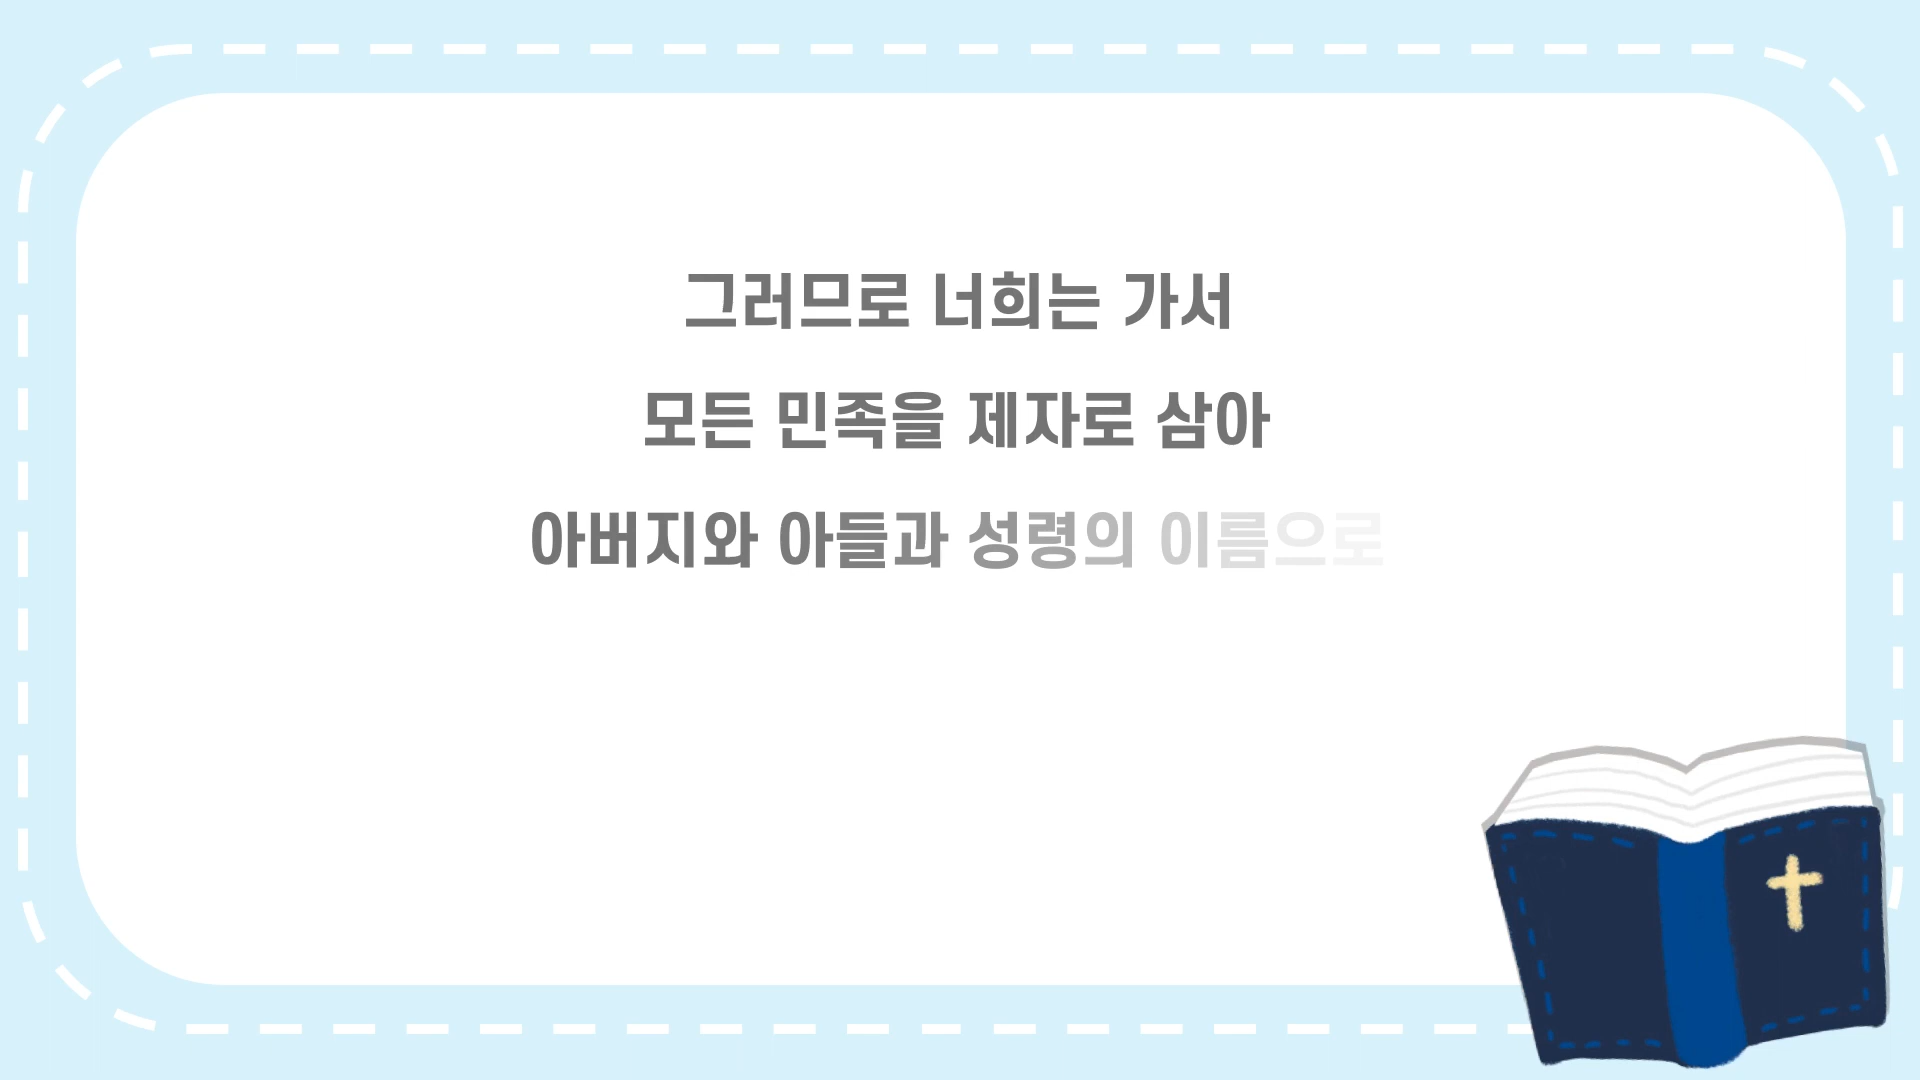 그러므로 너희는 가서
모든 민족을 제자로 삼아
아버지와 아들과 성령의 이름으로